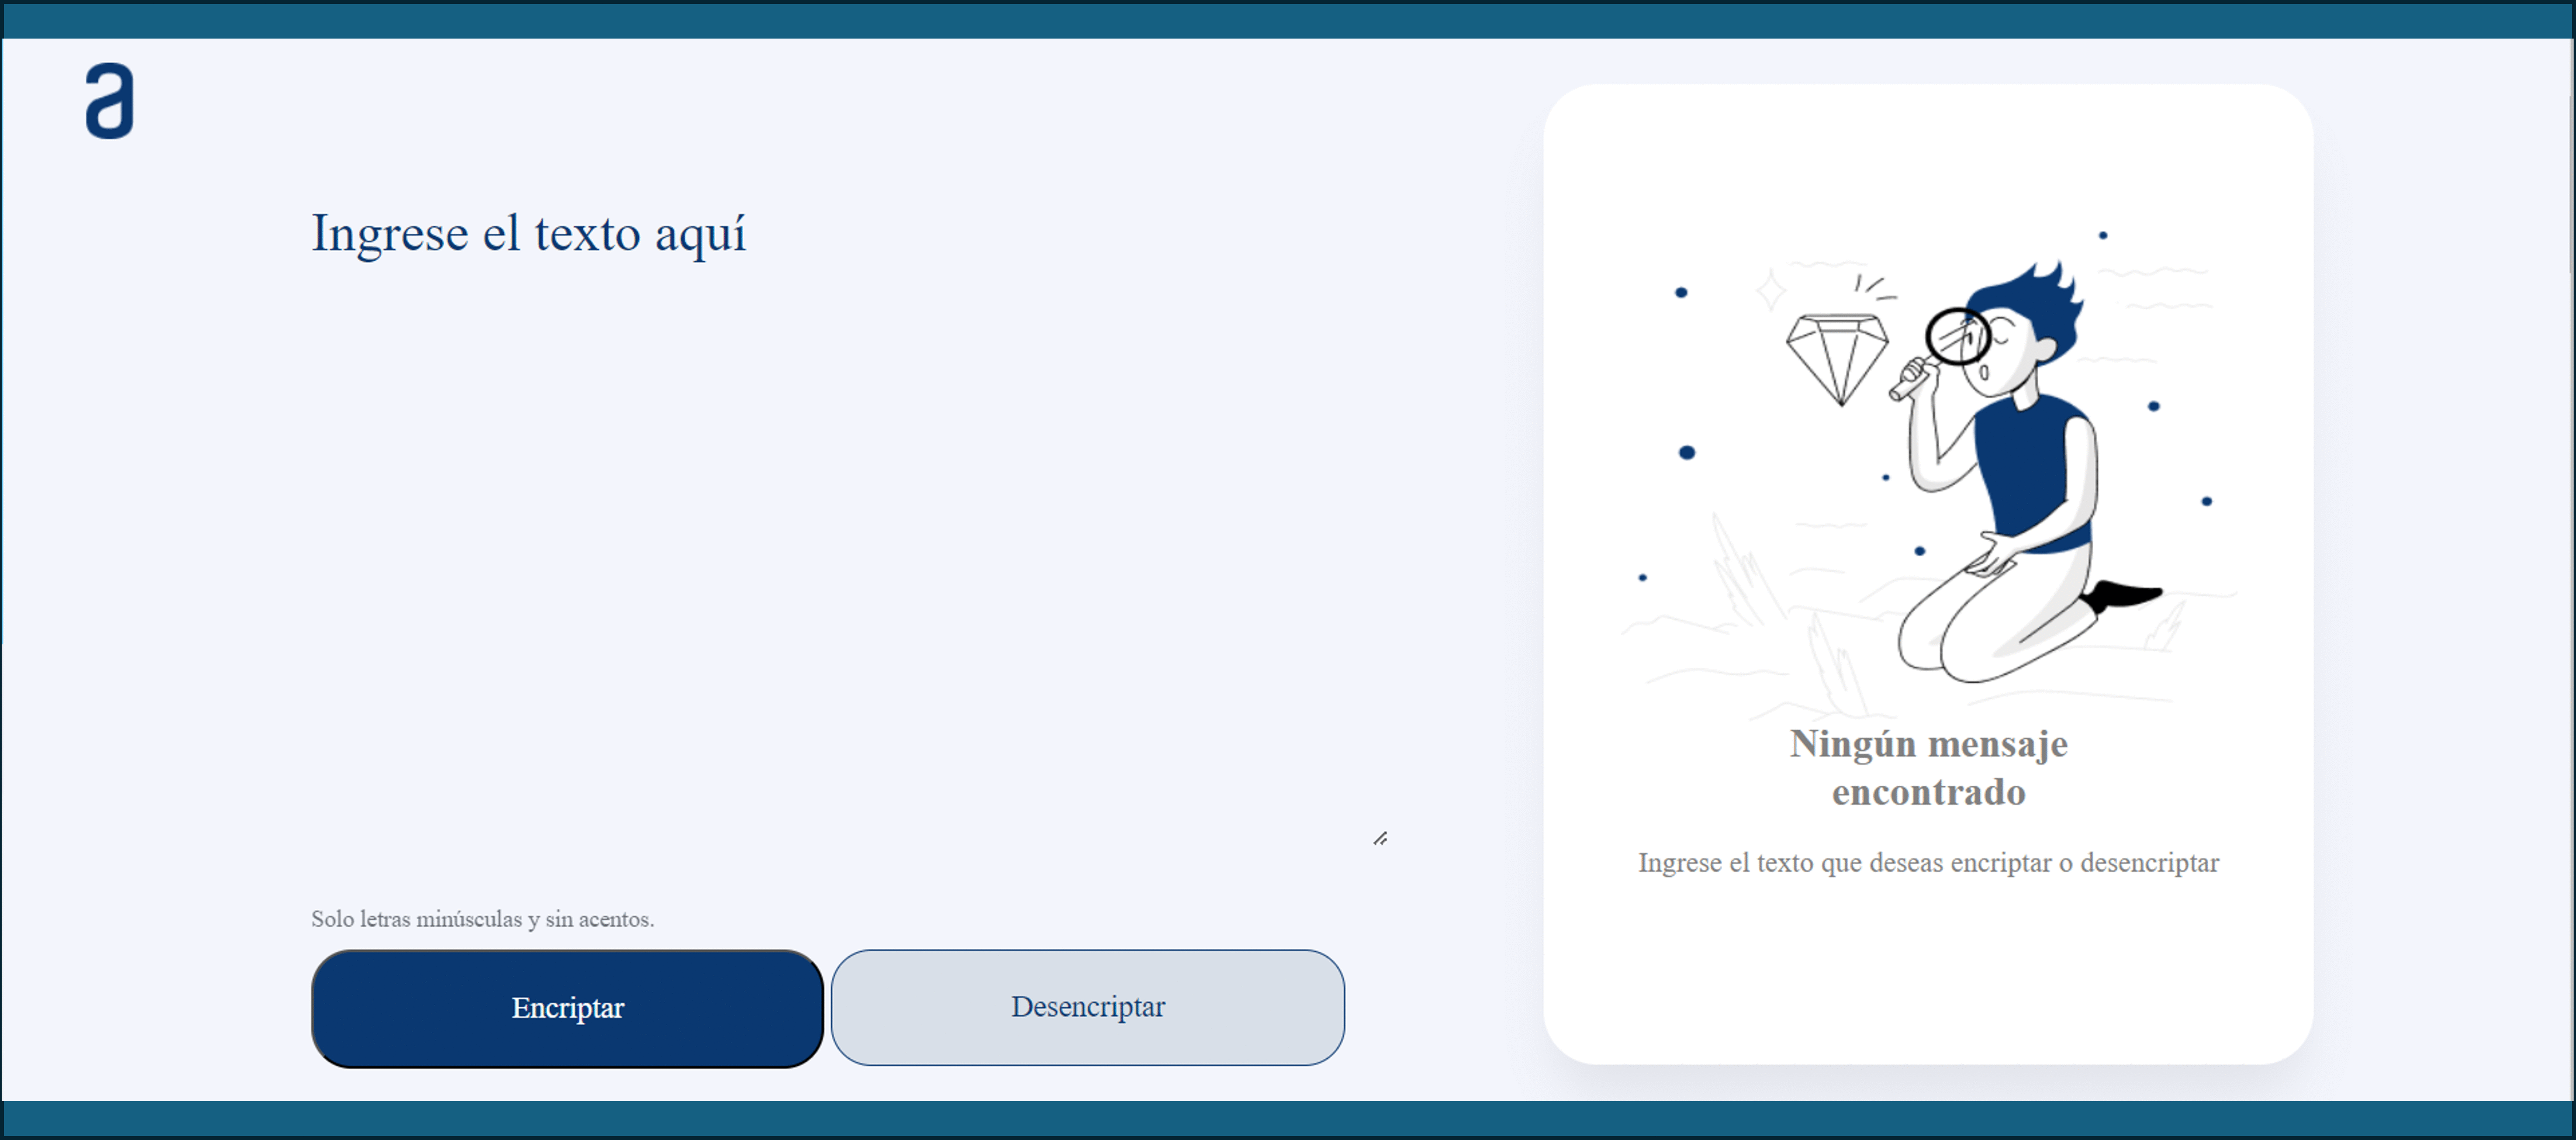 a
Ingrese el texto aquí
Solo letras minúsculas y sin acentos.
Encriptar
Desencriptar
Ningún mensaje
encontrado
Ingrese el texto que deseas encriptar o desencriptar